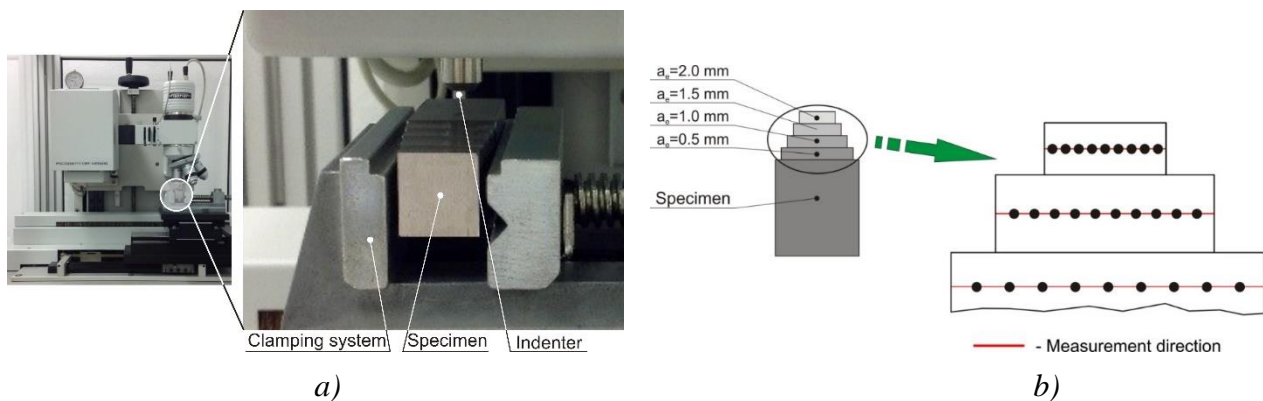 Clamping system
Specimen
Indenter
a)
aₑ=2.0 mm
aₑ=1.5 mm
aₑ=1.0 mm
aₑ=0.5 mm
Specimen
- Measurement direction
b)